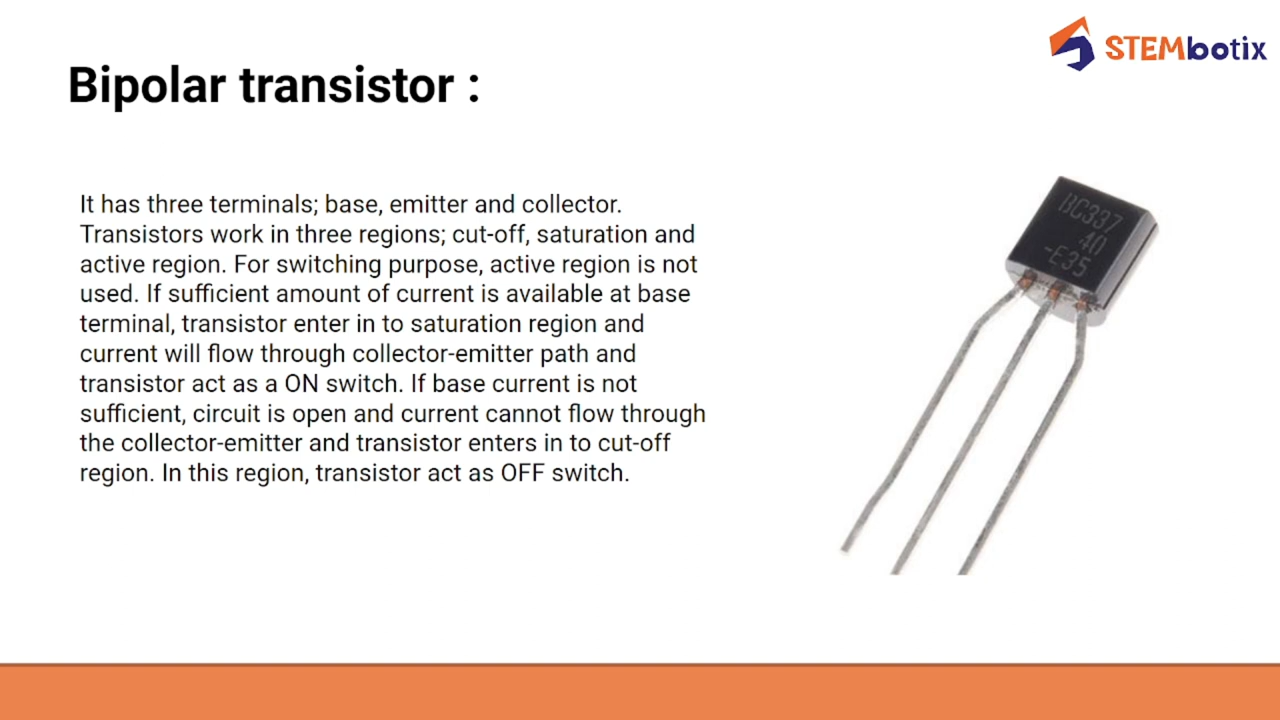 STEMbotix
Bipolar transistor :
It has three terminals; base, emitter and collector.
Transistors work in three regions; cut-off, saturation and
active region. For switching purpose, active region is not
used. If sufficient amount of current is available at base
terminal, transistor enter in to saturation region and
current will flow through collector-emitter path and
transistor act as a ON switch. If base current is not
sufficient, circuit is open and current cannot flow through
the collector-emitter and transistor enters in to cut-off
region. In this region, transistor act as OFF switch.
BC337
40
-E35